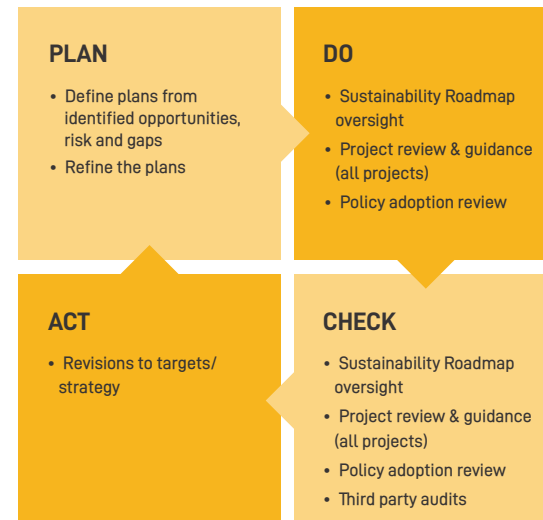 PLAN
• Define plans from
identified opportunities,
risk and gaps
• Refine the plans
DO
• Sustainability Roadmap
oversight
• Project review & guidance
(all projects)
• Policy adoption review
ACT
• Revisions to targets/
strategy
CHECK
• Sustainability Roadmap
oversight
• Project review & guidance
(all projects)
• Policy adoption review
• Third party audits